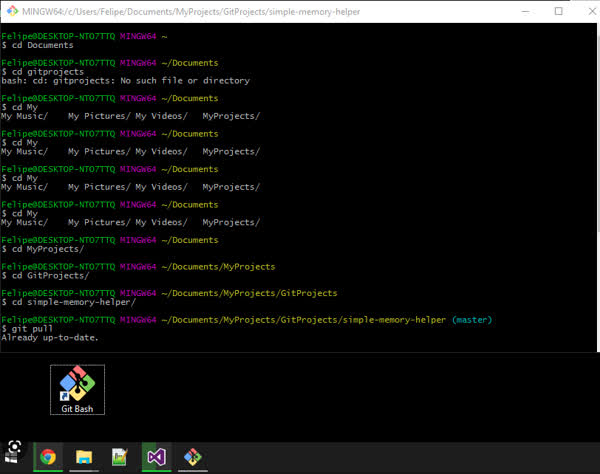 MINGW64:/c/Users/Felipe/Documents/MyProjects/GitProjects/simple-memory-helper
Felipe@DESKTOP-NTO7TTQ MINGW64 ~
$ cd Documents
Felipe@DESKTOP-NTO7TTQ MINGW64 ~/Documents
$ cd gitprojects
bash: cd: gitprojects: No such file or directory
Felipe@DESKTOP-NTO7TTQ MINGW64 ~/Documents
$ cd My
My Music/    My Pictures/ My Videos/   MyProjects/
Felipe@DESKTOP-NTO7TTQ MINGW64 ~/Documents
$ cd My
My Music/    My Pictures/ My Videos/   MyProjects/
Felipe@DESKTOP-NTO7TTQ MINGW64 ~/Documents
$ cd My
My Music/    My Pictures/ My Videos/   MyProjects/
Felipe@DESKTOP-NTO7TTQ MINGW64 ~/Documents
$ cd My
My Music/    My Pictures/ My Videos/   MyProjects/
Felipe@DESKTOP-NTO7TTQ MINGW64 ~/Documents
$ cd MyProjects/
Felipe@DESKTOP-NTO7TTQ MINGW64 ~/Documents/MyProjects
$ cd GitProjects/
Felipe@DESKTOP-NTO7TTQ MINGW64 ~/Documents/MyProjects/GitProjects
$ cd simple-memory-helper/
Felipe@DESKTOP-NTO7TTQ MINGW64 ~/Documents/MyProjects/GitProjects/simple-memory-helper (master)
$ git pull
Already up-to-date.
Git Bash